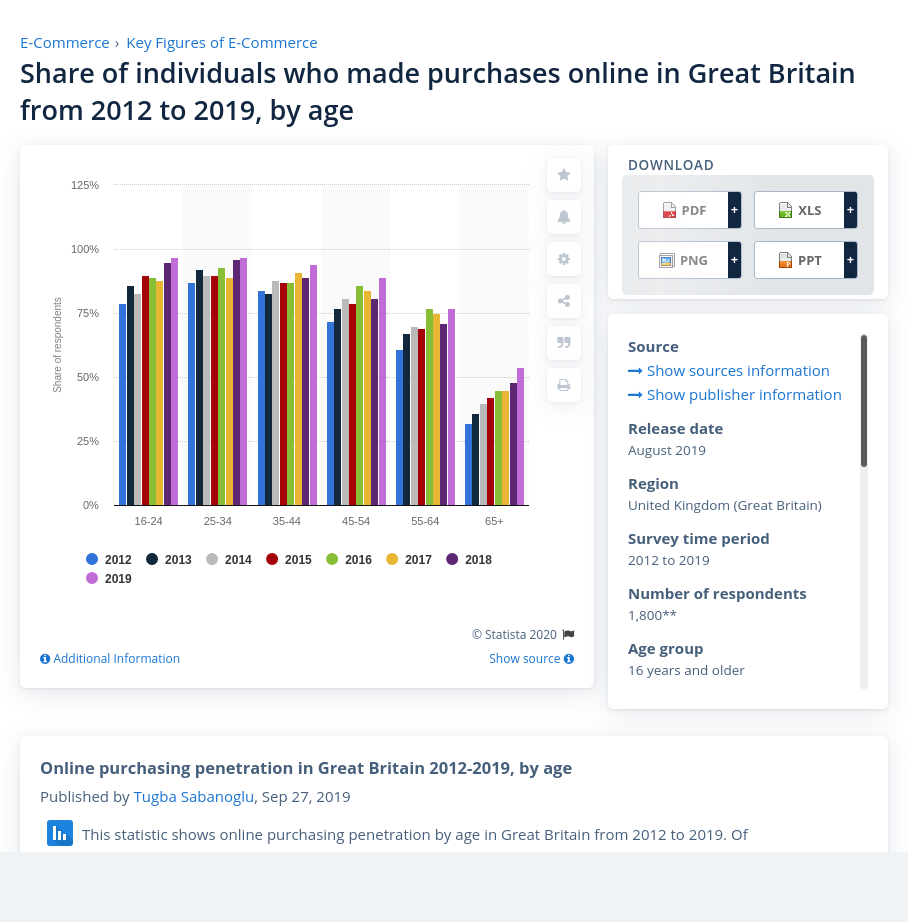 E-Commerce › Key Figures of E-Commerce
Share of individuals who made purchases online in Great Britain
from 2012 to 2019, by age
125%
100%
75%
50%
25%
0%
Share of respondents
16-24 25-34 35-44 45-54 55-64 65+
2012 2013 2014 2015 2016 2017 2018
2019
© Statista 2020
Additional Information Show source
DOWNLOAD
PDF + XLS +
PNG + PPT +
Source
Show sources information
Show publisher information
Release date
August 2019
Region
United Kingdom (Great Britain)
Survey time period
2012 to 2019
Number of respondents
1,800**
Age group
16 years and older
Online purchasing penetration in Great Britain 2012-2019, by age
Published by Tugba Sabanoglu, Sep 27, 2019
This statistic shows online purchasing penetration by age in Great Britain from 2012 to 2019. Of